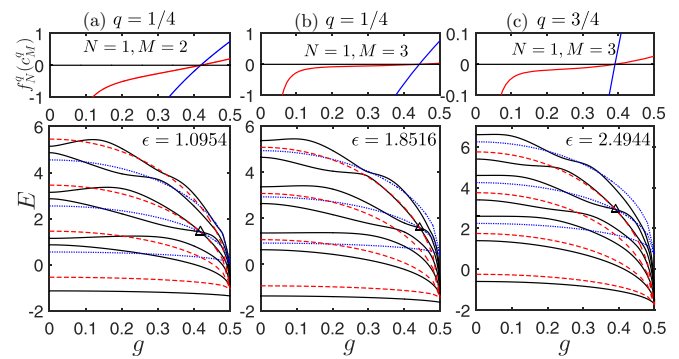 (a) q = 1/4
(b) q = 1/4
(c) q = 3/4
f_N^q(c_M^q)
1
0
-1
N = 1, M = 2
0 0.1 0.2 0.3 0.4 0.5
1
0
-1
N = 1, M = 3
0 0.1 0.2 0.3 0.4 0.5
0.1
0
-0.1
N = 1, M = 3
0 0.1 0.2 0.3 0.4 0.5
E
6
4
2
0
-2
ϵ = 1.0954
0 0.1 0.2 0.3 0.4 0.5
g
6
4
2
0
-2
ϵ = 1.8516
0 0.1 0.2 0.3 0.4 0.5
g
6
4
2
0
-2
ϵ = 2.4944
0 0.1 0.2 0.3 0.4 0.5
g